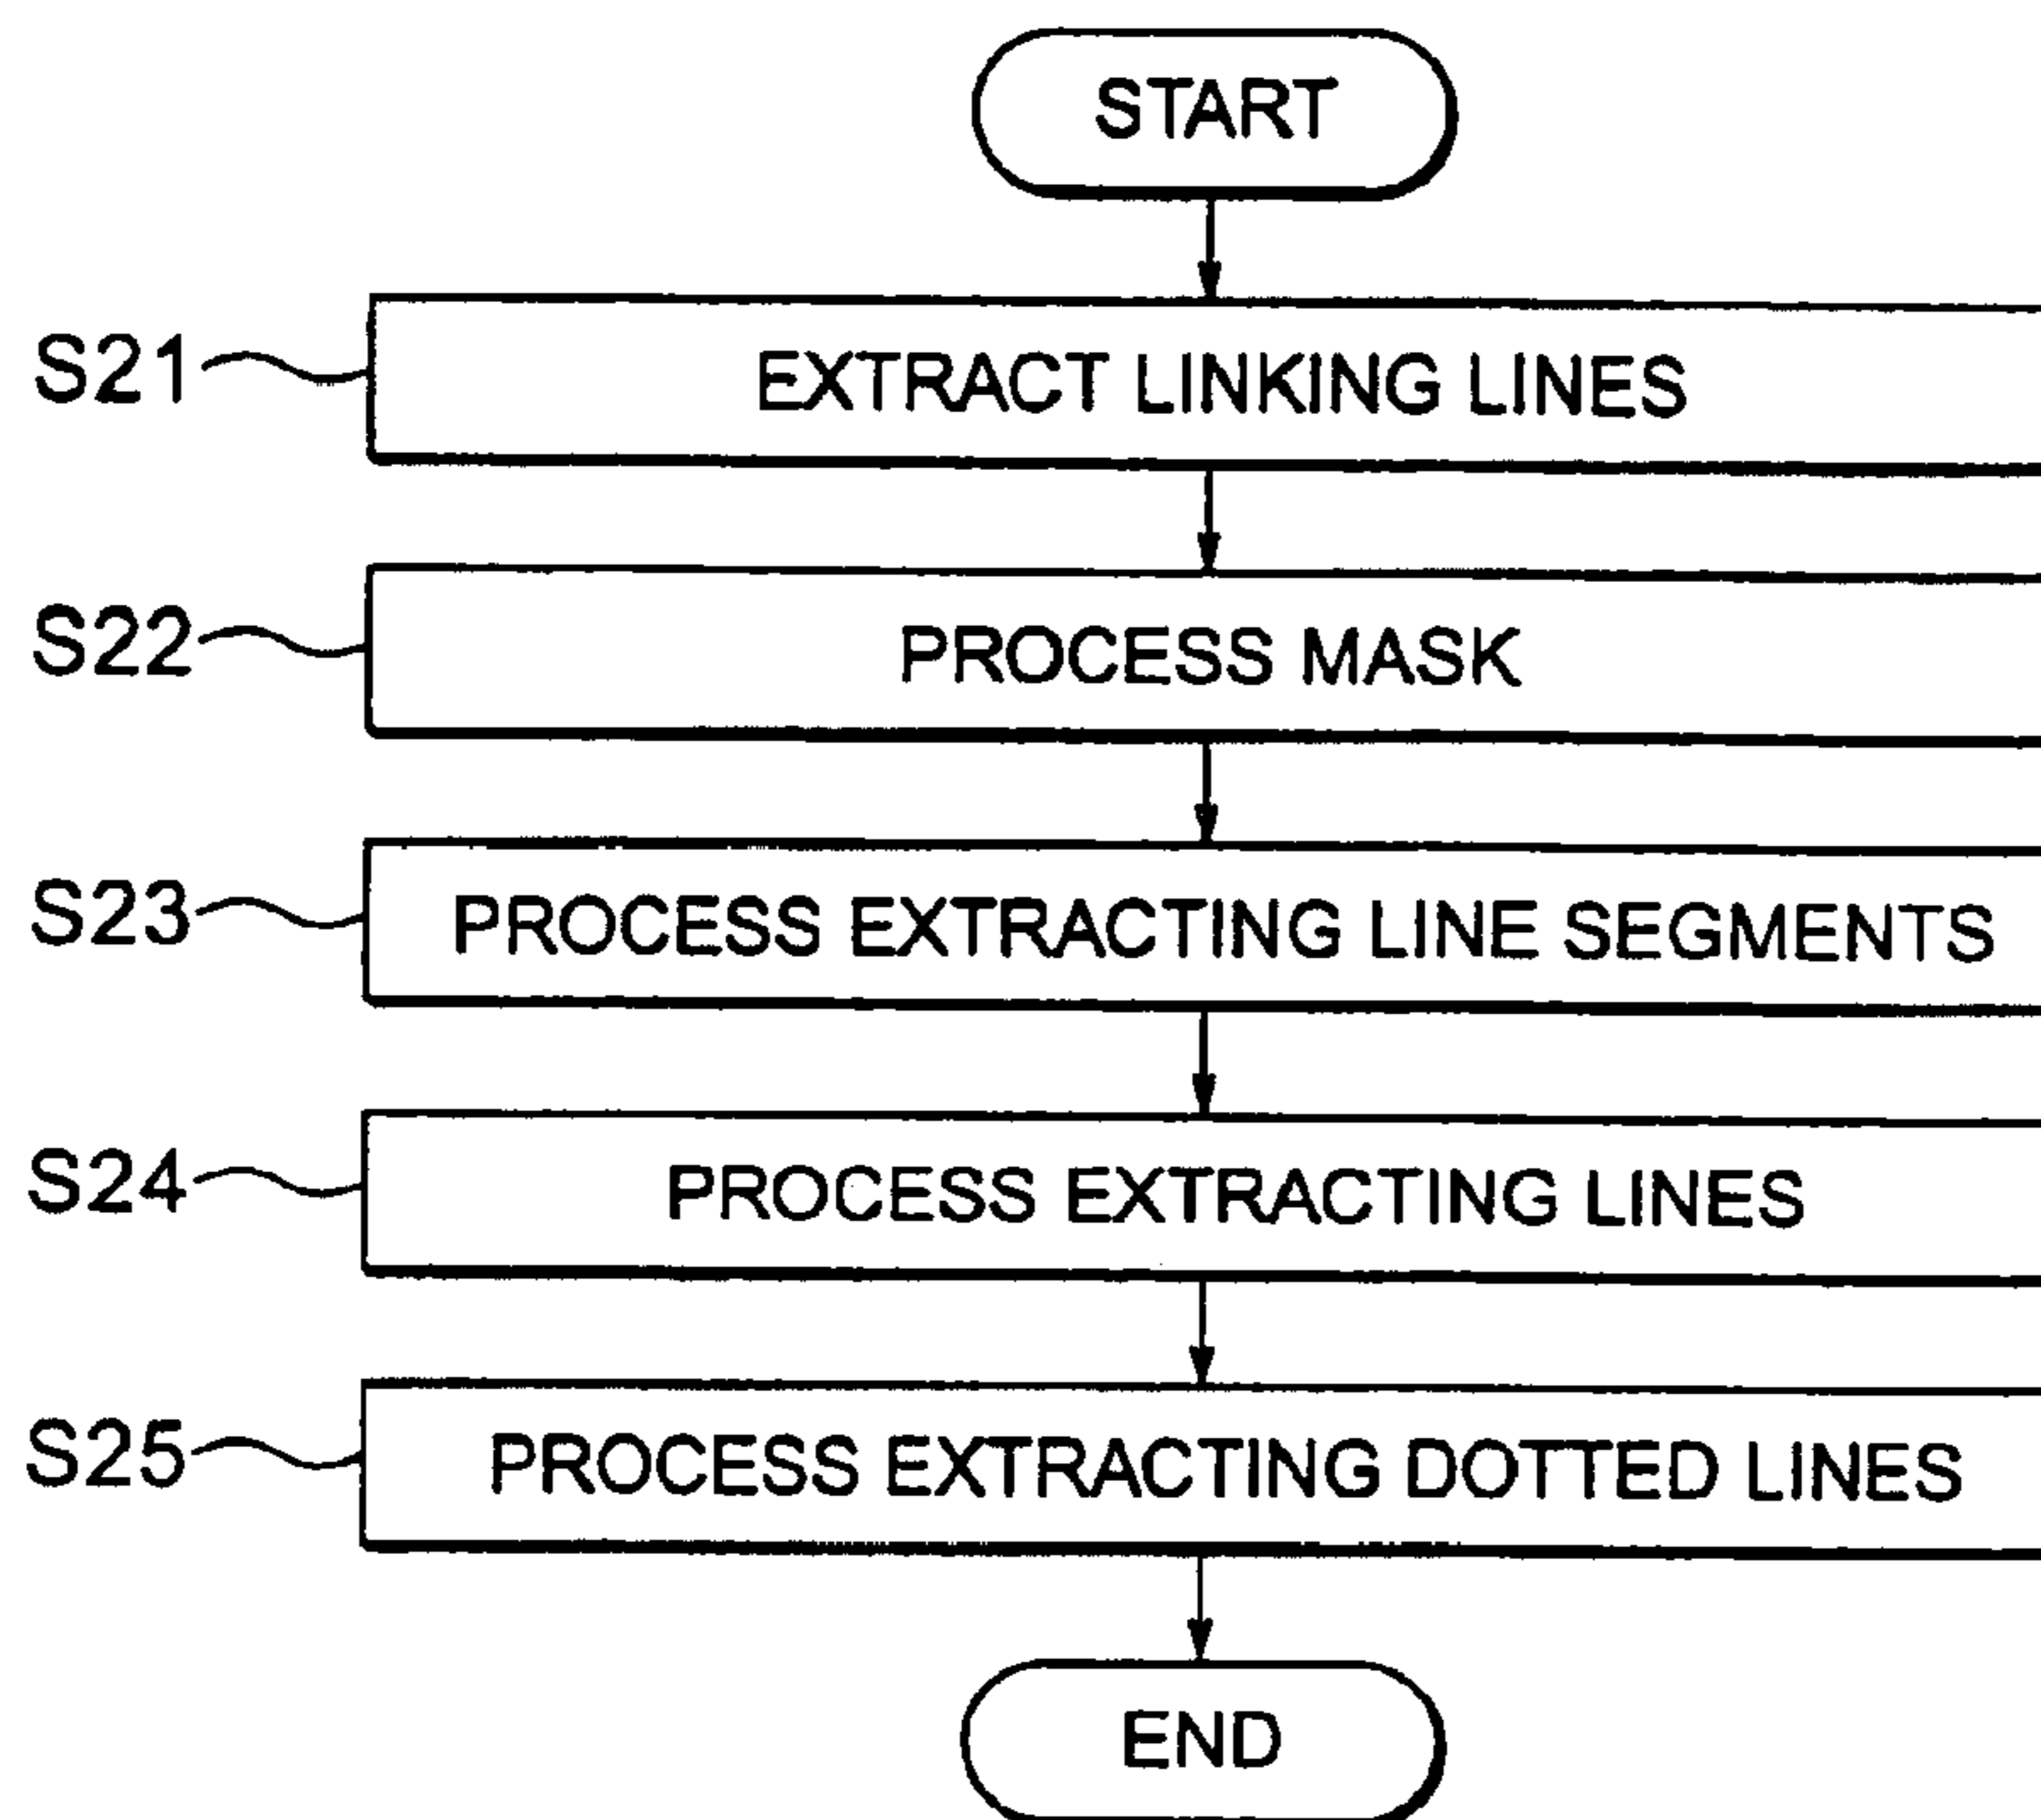 START
S21 EXTRACT LINKING LINES
S22 PROCESS MASK
S23 PROCESS EXTRACTING LINE SEGMENTS
S24 PROCESS EXTRACTING LINES
S25 PROCESS EXTRACTING DOTTED LINES
END